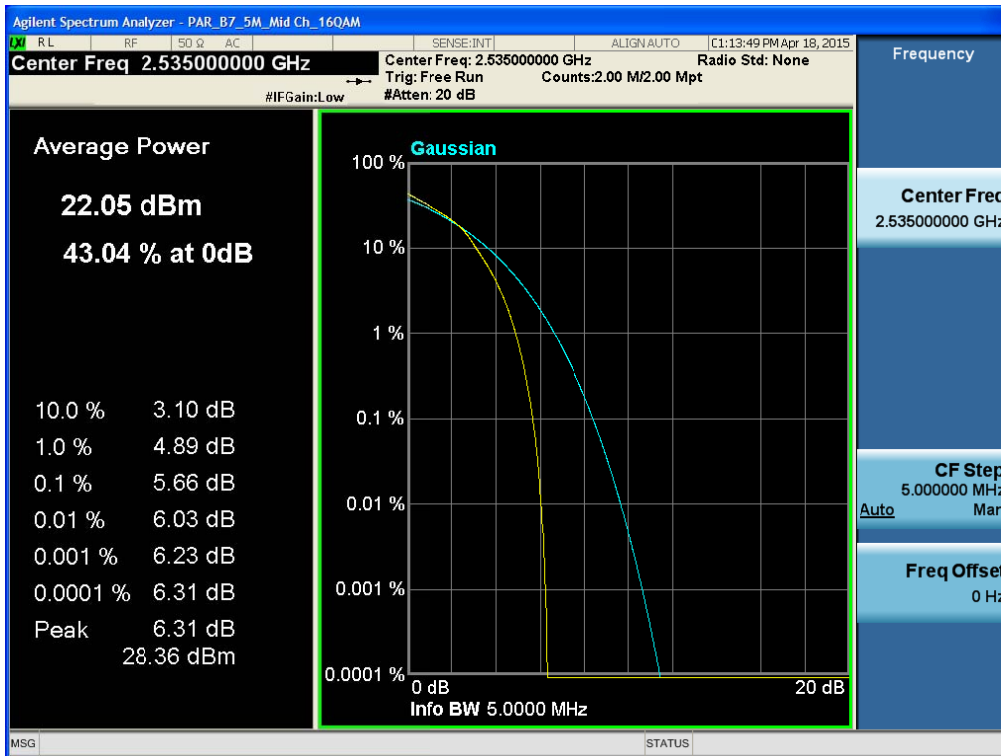 Agilent Spectrum Analyzer - PAR_B7_5M_Mid Ch_16QAM
LXI RL RF 50 Ω AC SENSE:INT ALIGN AUTO 01:13:49 PM Apr 18, 2015
Center Freq 2.535000000 GHz
Center Freq: 2.535000000 GHz Radio Std: None
Trig: Free Run Counts:2.00 M/2.00 Mpt
#IFGain:Low #Atten: 20 dB
Average Power
22.05 dBm
43.04 % at 0dB
10.0 % 3.10 dB
1.0 % 4.89 dB
0.1 % 5.66 dB
0.01 % 6.03 dB
0.001 % 6.23 dB
0.0001 % 6.31 dB
Peak 6.31 dB
28.36 dBm
Gaussian
100 %
10 %
1 %
0.1 %
0.01 %
0.001 %
0.0001 %
0 dB 20 dB
Info BW 5.0000 MHz
Frequency
Center Freq
2.535000000 GHz
CF Step
5.000000 MHz
Auto Man
Freq Offset
0 Hz
MSG STATUS